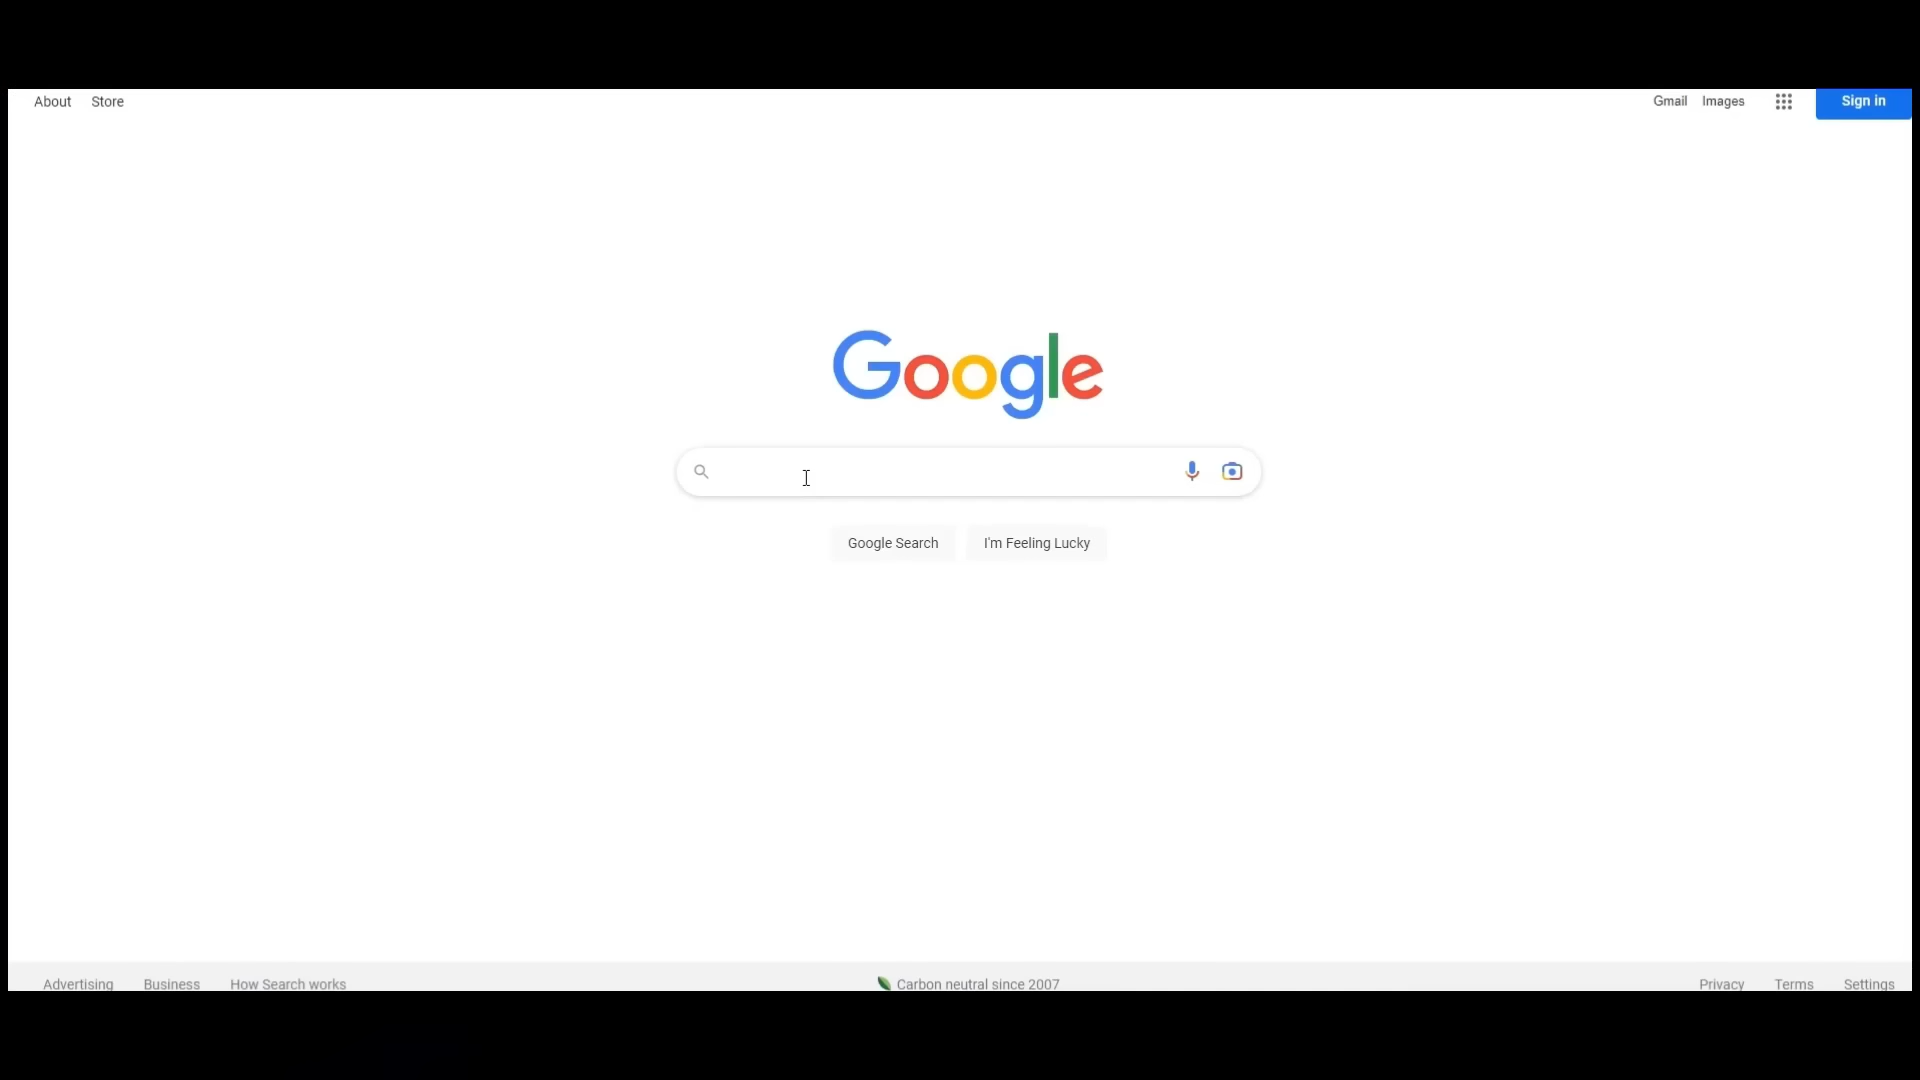 About Store Gmail Images Sign in
Google
Google Search I'm Feeling Lucky
Advertising Business How Search works Carbon neutral since 2007 Privacy Terms Settings